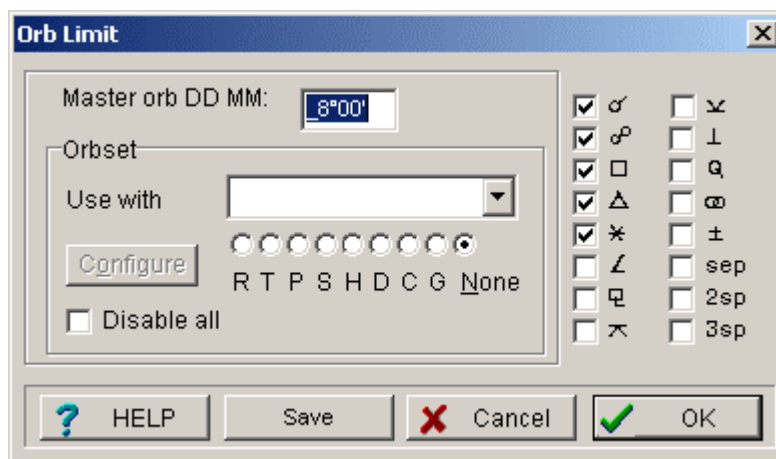 Orb Limit
Master orb DD MM: _8°00'
Orbset
Use with
Configure
R T P S H D C G None
Disable all
☌ ⚺
☍ ⊥
□ Q
△
⚹ ±
∠ sep
⚼ 2sp
⚻ 3sp
HELP Save Cancel OK